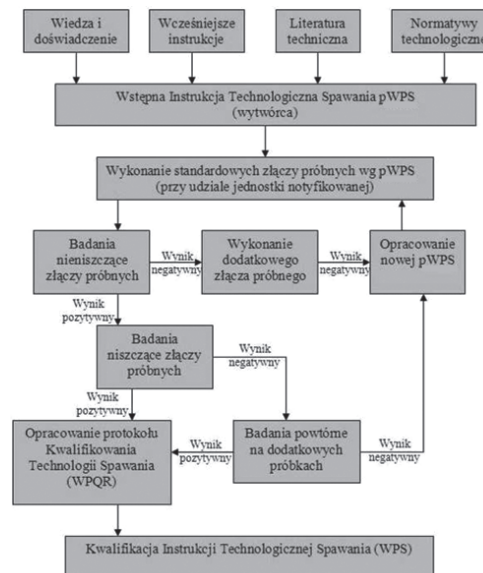 Wiedza i
doświadczenie
Wcześniejsze
instrukcje
Literatura
techniczna
Normatywy
technologiczne
Wstępna Instrukcja Technologiczna Spawania pWPS
(wytwórca)
Wykonanie standardowych złączy próbnych wg pWPS
(przy udziale jednostki notyfikowanej)
Badania
nieniszczące
złączy próbnych
Wynik
negatywny
Wykonanie
dodatkowego
złącza próbnego
Wynik
negatywny
Opracowanie
nowej pWPS
Wynik
pozytywny
Badania
niszczące złączy
próbnych
Wynik
negatywny
Wynik
pozytywny
Opracowanie protokołu
Kwalifikowania
Technologii Spawania
(WPQR)
Wynik
pozytywny
Badania powtórne
na dodatkowych
próbkach
Wynik
negatywny
Kwalifikacja Instrukcji Technologicznej Spawania (WPS)